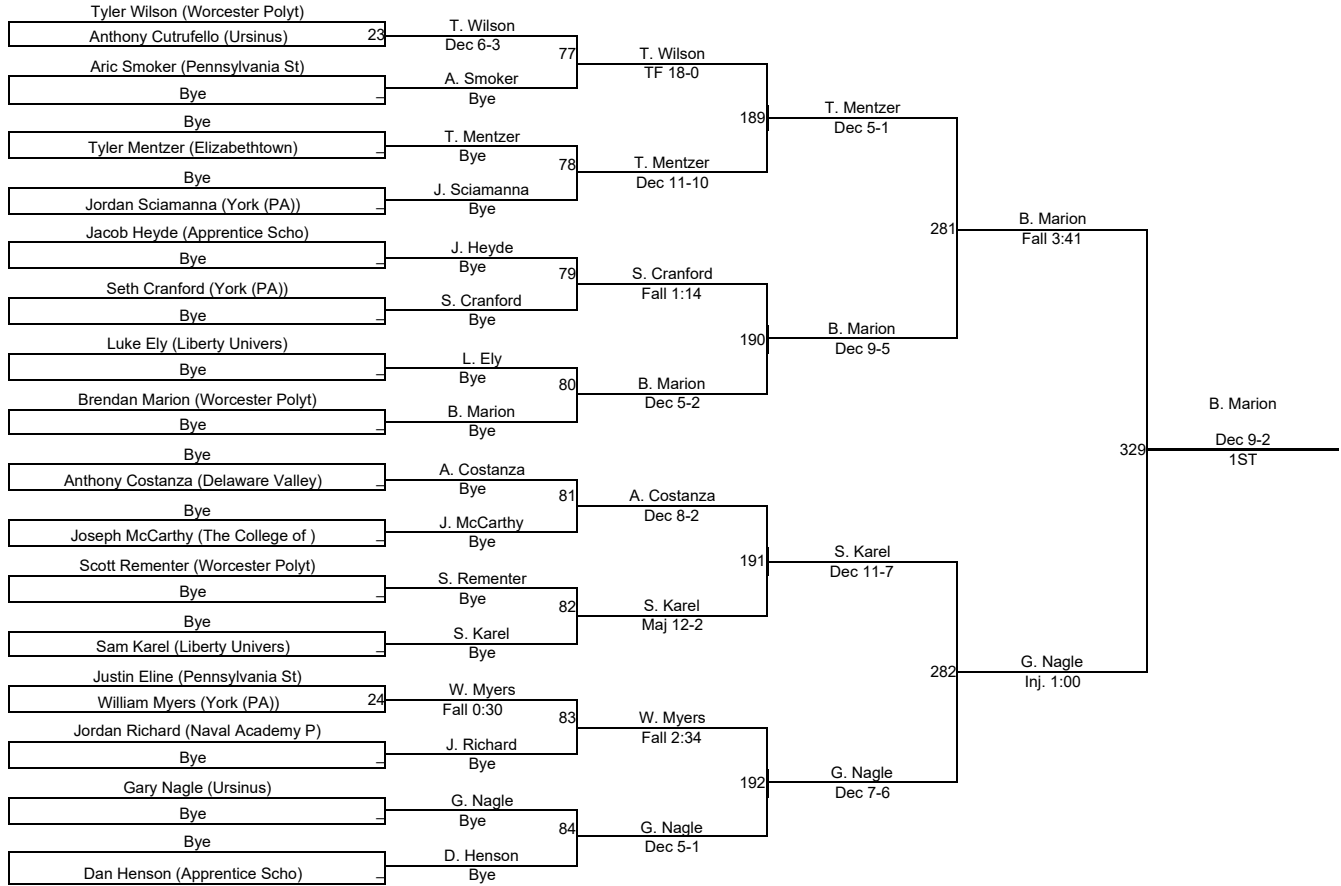 Tyler Wilson (Worcester Polyt)
Anthony Cutrufello (Ursinus) 23
Aric Smoker (Pennsylvania St)
Bye _
Bye
Tyler Mentzer (Elizabethtown) _
Bye
Jordan Sciamanna (York (PA)) _
Jacob Heyde (Apprentice Scho)
Bye _
Seth Cranford (York (PA))
Bye _
Luke Ely (Liberty Univers)
Bye _
Brendan Marion (Worcester Polyt)
Bye _
Bye
Anthony Costanza (Delaware Valley) _
Bye
Joseph McCarthy (The College of ) _
Scott Rementer (Worcester Polyt)
Bye _
Bye
Sam Karel (Liberty Univers) _
Justin Eline (Pennsylvania St)
William Myers (York (PA)) 24
Jordan Richard (Naval Academy P)
Bye _
Gary Nagle (Ursinus)
Bye _
Bye
Dan Henson (Apprentice Scho) _
T. Wilson
Dec 6-3
77
A. Smoker
Bye
T. Mentzer
Bye
78
J. Sciamanna
Bye
J. Heyde
Bye
79
S. Cranford
Bye
L. Ely
Bye
80
B. Marion
Bye
A. Costanza
Bye
81
J. McCarthy
Bye
S. Rementer
Bye
82
S. Karel
Bye
W. Myers
Fall 0:30
83
J. Richard
Bye
G. Nagle
Bye
84
D. Henson
Bye
T. Wilson
TF 18-0
189
T. Mentzer
Dec 11-10
S. Cranford
Fall 1:14
190
B. Marion
Dec 5-2
A. Costanza
Dec 8-2
191
S. Karel
Maj 12-2
W. Myers
Fall 2:34
192
G. Nagle
Dec 5-1
T. Mentzer
Dec 5-1
281
B. Marion
Dec 9-5
S. Karel
Dec 11-7
282
G. Nagle
Dec 7-6
B. Marion
Fall 3:41
329
G. Nagle
Inj. 1:00
B. Marion
Dec 9-2
1ST